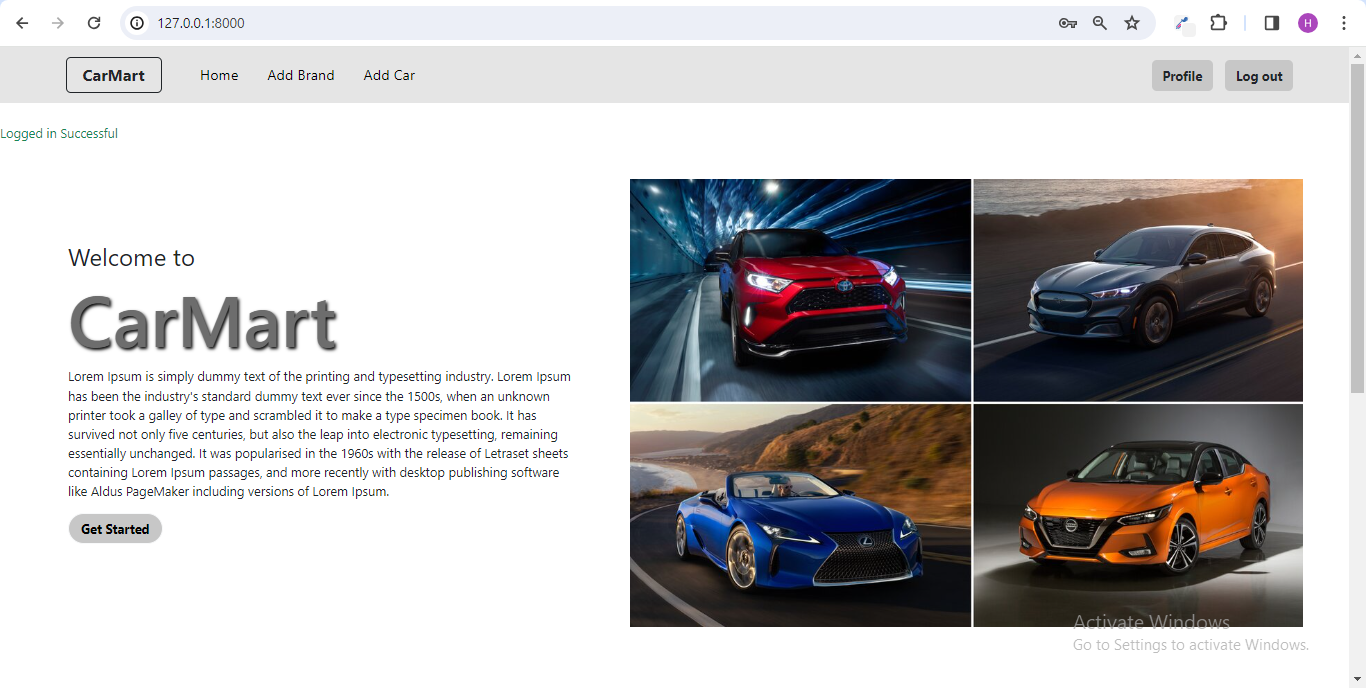 127.0.0.1:8000
H
CarMart Home Add Brand Add Car Profile Log out
Logged in Successful
Welcome to
CarMart
Lorem Ipsum is simply dummy text of the printing and typesetting industry. Lorem Ipsum
has been the industry's standard dummy text ever since the 1500s, when an unknown
printer took a galley of type and scrambled it to make a type specimen book. It has
survived not only five centuries, but also the leap into electronic typesetting, remaining
essentially unchanged. It was popularised in the 1960s with the release of Letraset sheets
containing Lorem Ipsum passages, and more recently with desktop publishing software
like Aldus PageMaker including versions of Lorem Ipsum.
Get Started
Activate Windows
Go to Settings to activate Windows.